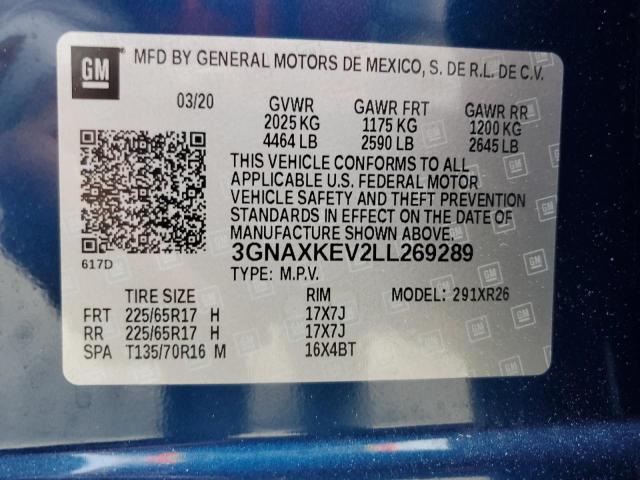 GM
MFD BY GENERAL MOTORS DE MEXICO, S. DE R.L. DE C.V.
03/20 GVWR GAWR FRT GAWR RR
2025 KG 1175 KG 1200 KG
4464 LB 2590 LB 2645 LB
THIS VEHICLE CONFORMS TO ALL
APPLICABLE U.S. FEDERAL MOTOR
VEHICLE SAFETY AND THEFT PREVENTION
STANDARDS IN EFFECT ON THE DATE OF
MANUFACTURE SHOWN ABOVE.
617D
3GNAXKEV2LL269289
TYPE: M.P.V.
TIRE SIZE RIM MODEL: 291XR26
FRT 225/65R17 H 17X7J
RR 225/65R17 H 17X7J
SPA T135/70R16 M 16X4BT